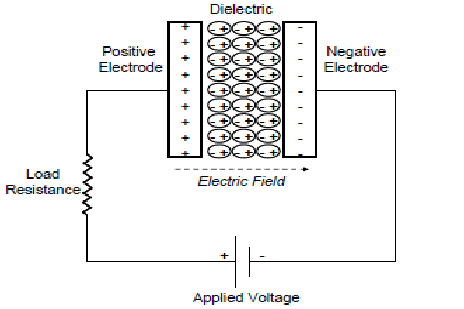 Dielectric
Positive
Electrode
Negative
Electrode
Electric Field
Load
Resistance
+ -
Applied Voltage